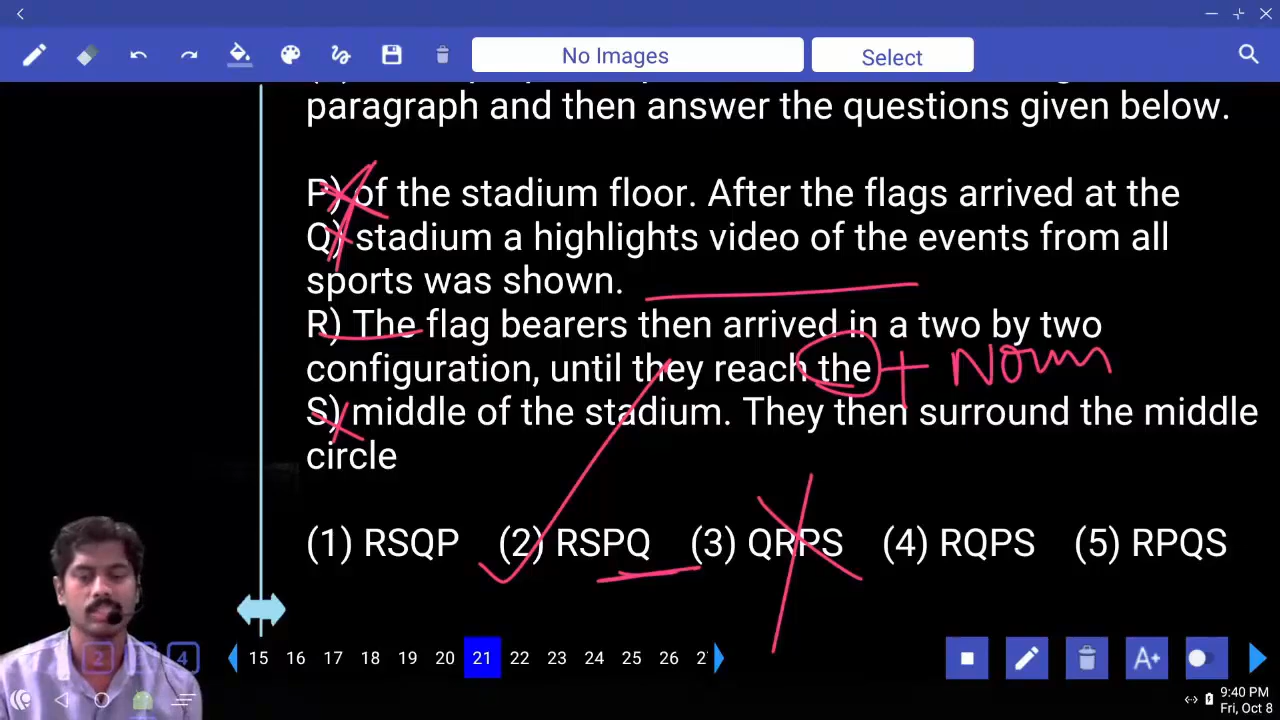 No Images
Select
paragraph and then answer the questions given below.
P) of the stadium floor. After the flags arrived at the
Q) stadium a highlights video of the events from all
sports was shown.
R) The flag bearers then arrived in a two by two
configuration, until they reach the + Noun
S) middle of the stadium. They then surround the middle
circle
(1) RSQP (2) RSPQ (3) QRPS (4) RQPS (5) RPQS
2 4 15 16 17 18 19 20 21 22 23 24 25 26 A+
9:40 PM
Fri, Oct 8